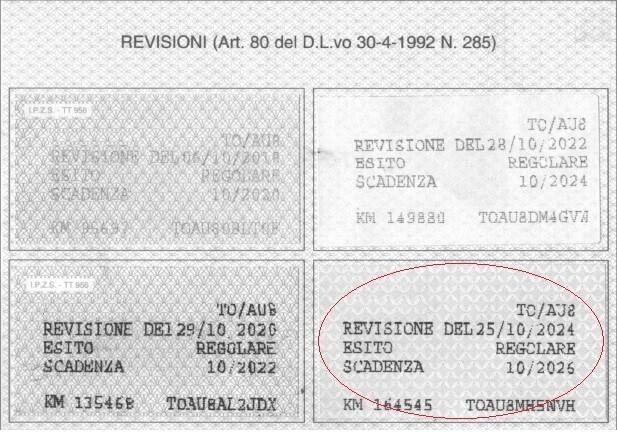 REVISIONI (Art. 80 del D.L.vo 30-4-1992 N. 285)
I.P.Z.S. - TT 956
TO/AU8
REVISIONE DEL 06/10/2018
ESITO REGOLARE
SCADENZA 10/2020
KM
TO/AU8
REVISIONE DEL 28/10/2022
ESITO REGOLARE
SCADENZA 10/2024
KM 149880 TOAU8DM4GVW
I.P.Z.S. - TT 956
TO/AU8
REVISIONE DEL 29/10 2020
ESITO REGOLARE
SCADENZA 10/2022
KM 135468 TOAU8AL2JDX
TO/AU8
REVISIONE DEL 25/10/2024
ESITO REGOLARE
SCADENZA 10/2026
KM 164545 TOAU8MH5NVH